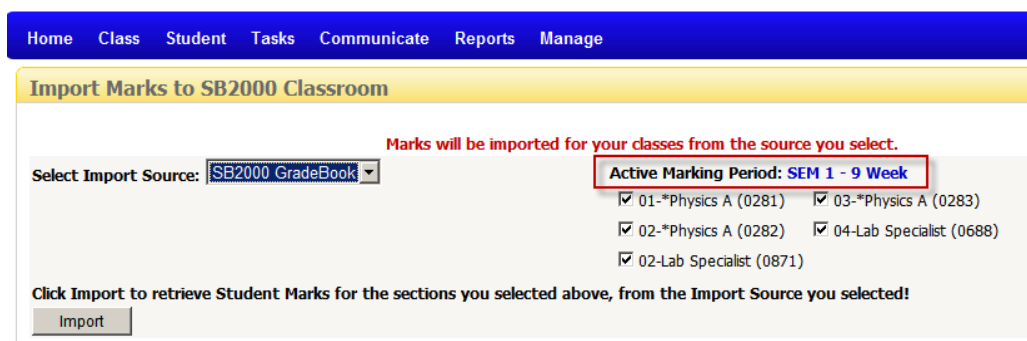 Home Class Student Tasks Communicate Reports Manage
Import Marks to SB2000 Classroom
Marks will be imported for your classes from the source you select.
Select Import Source: SB2000 GradeBook
Active Marking Period: SEM 1 - 9 Week
01-*Physics A (0281) 03-*Physics A (0283)
02-*Physics A (0282) 04-Lab Specialist (0688)
02-Lab Specialist (0871)
Click Import to retrieve Student Marks for the sections you selected above, from the Import Source you selected!
Import